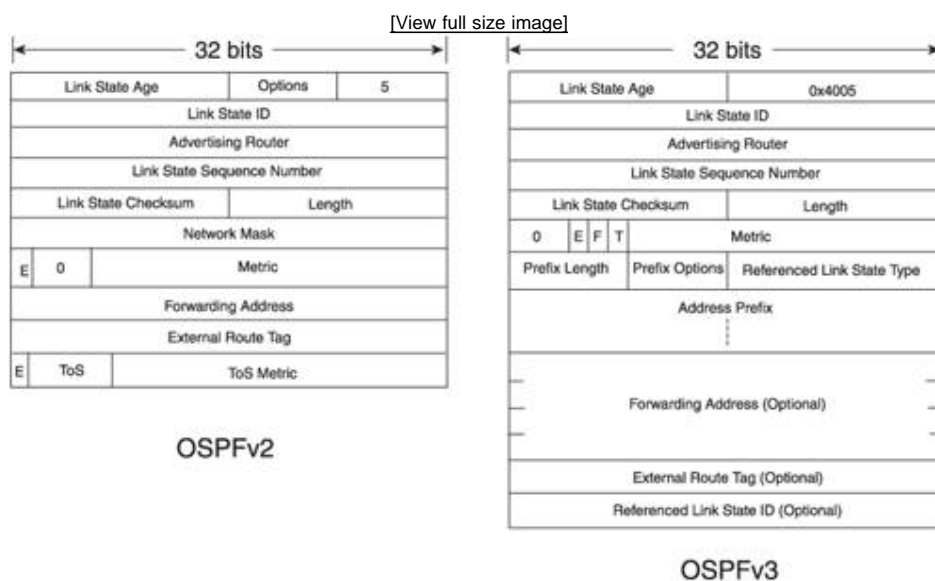 [View full size image]
32 bits
Link State Age Options 5
Link State ID
Advertising Router
Link State Sequence Number
Link State Checksum Length
Network Mask
E 0 Metric
Forwarding Address
External Route Tag
E ToS ToS Metric
OSPFv2
32 bits
Link State Age 0x4005
Link State ID
Advertising Router
Link State Sequence Number
Link State Checksum Length
0 E F T Metric
Prefix Length Prefix Options Referenced Link State Type
Address Prefix
Forwarding Address (Optional)
External Route Tag (Optional)
Referenced Link State ID (Optional)
OSPFv3